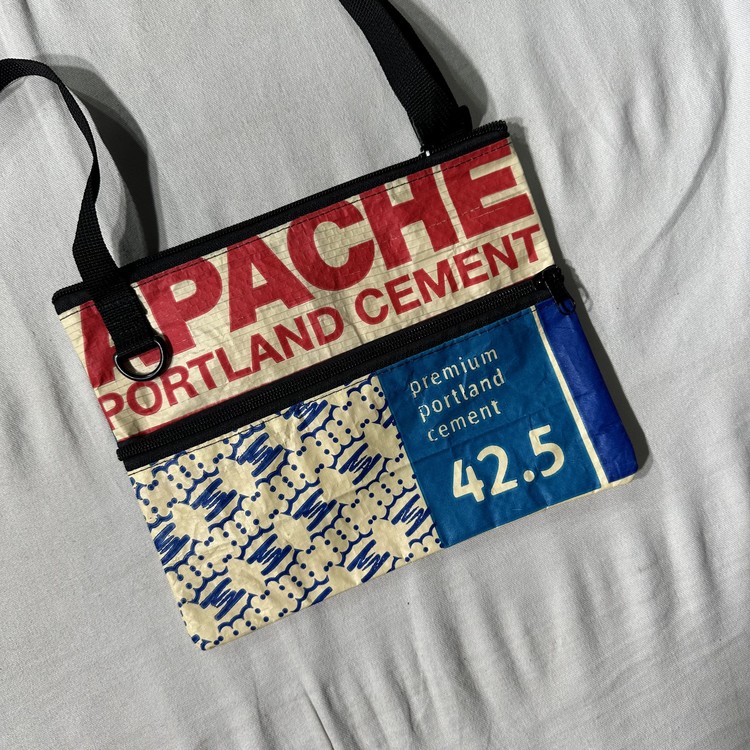 APACHE
PORTLAND CEMENT
premium
portland
cement
42.5